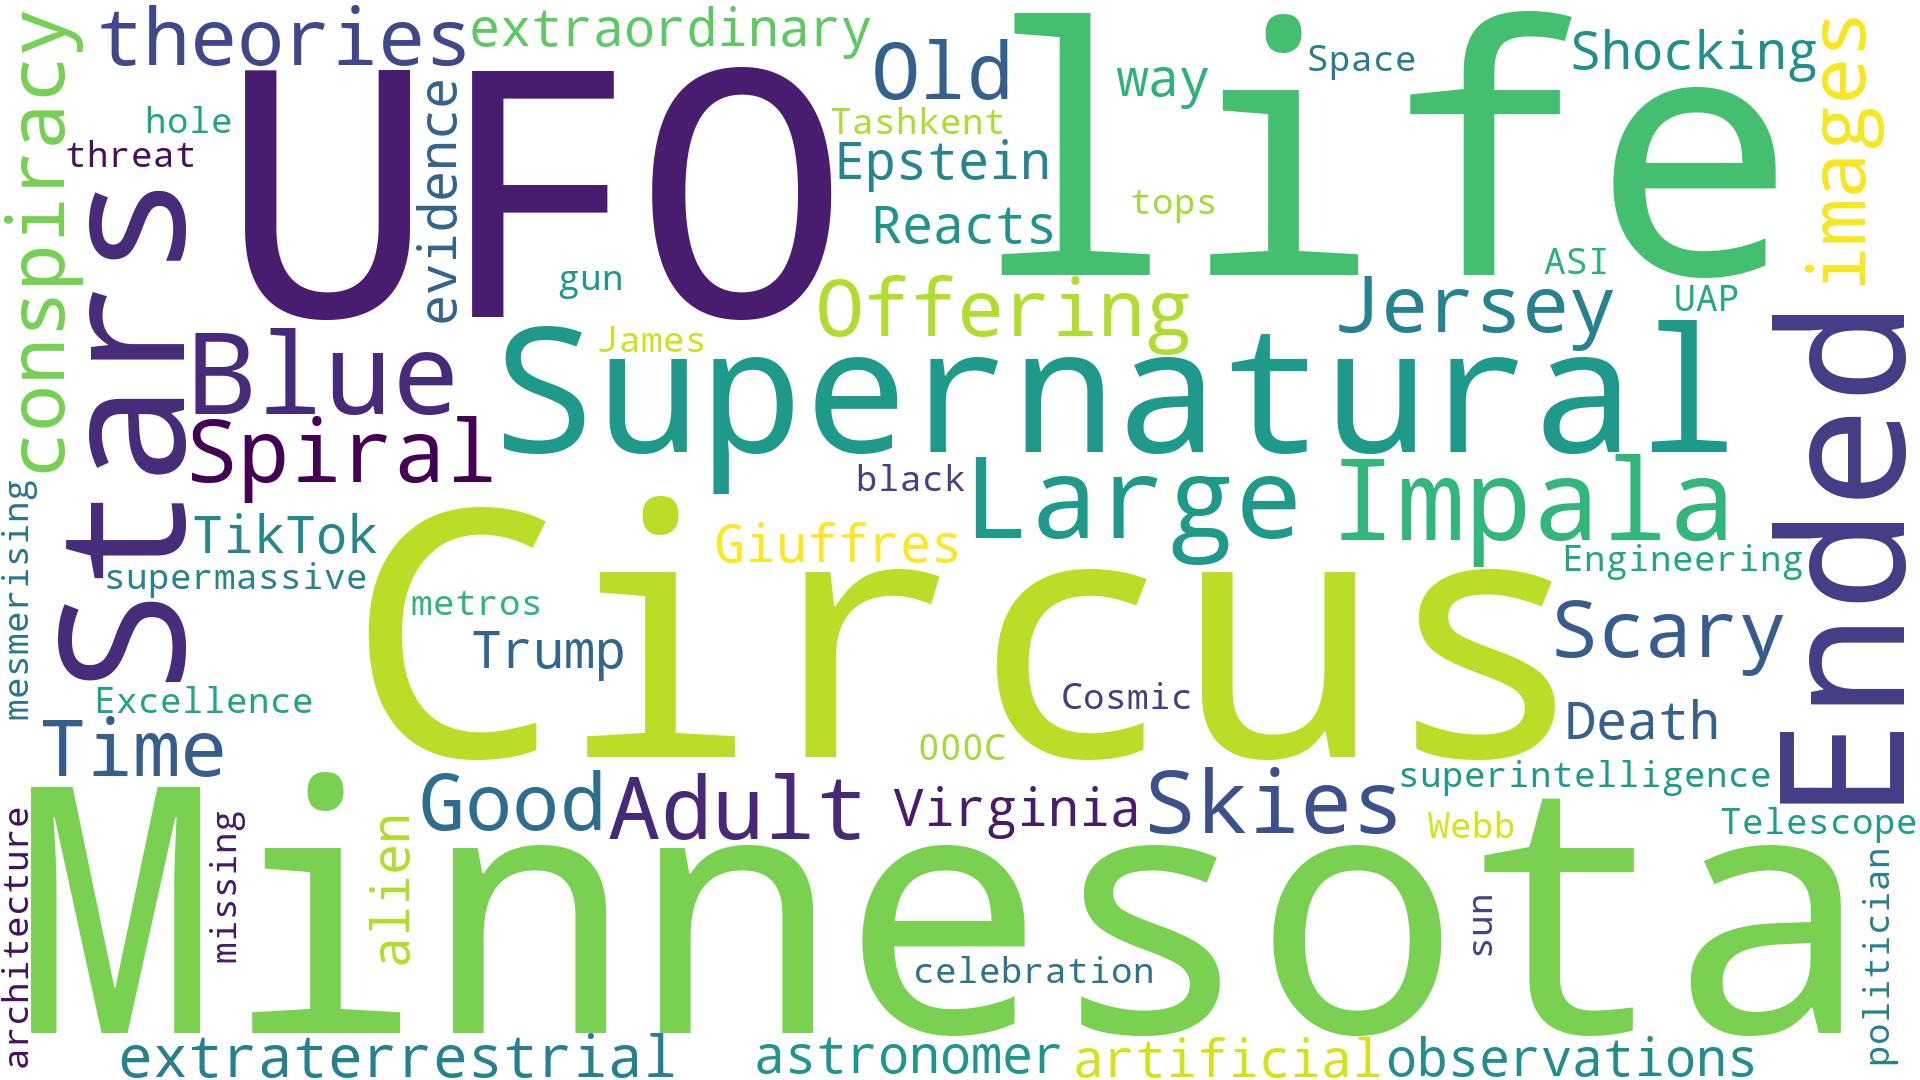 theories
extraordinary
Old
life
way
Space
Shocking
images
conspiracy
UFO
evidence
hole
threat
Tashkent
Epstein
tops
Reacts
gun
ASI
UAP
Stars
Offering
Jersey
James
Blue
Supernatural
Ended
Spiral
black
Large
Impala
mesmerising
TikTok
Circus
Giuffres
Engineering
supermassive
metros
Trump
Scary
Excellence
Cosmic
Death
Time
OOOC
superintelligence
Good
Adult
Virginia
Skies
Minnesota
Webb
Telescope
architecture
missing
alien
sun
politician
celebration
extraterrestrial
astronomer
artificial
observations